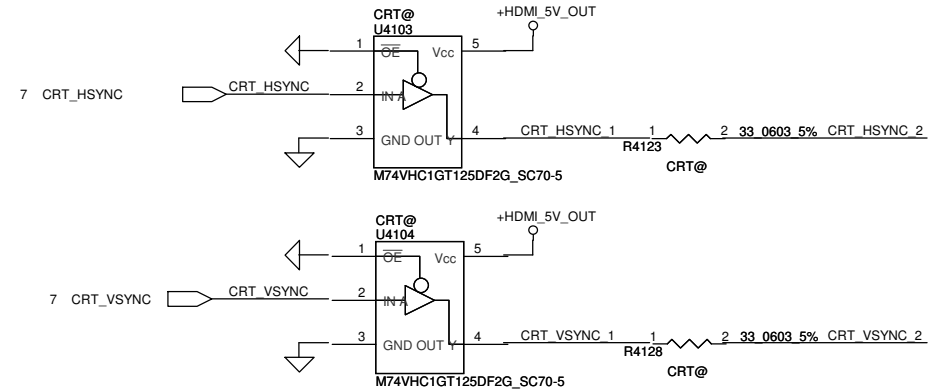 CRT@
U4103
+HDMI_5V_OUT
1 OE Vcc 5
7 CRT_HSYNC CRT_HSYNC 2 IN A
3 GND OUT Y 4 CRT_HSYNC_1 1 2 33_0603_5% CRT_HSYNC_2
R4123
CRT@
M74VHC1GT125DF2G_SC70-5
CRT@
U4104
+HDMI_5V_OUT
1 OE Vcc 5
7 CRT_VSYNC CRT_VSYNC 2 IN A
3 GND OUT Y 4 CRT_VSYNC_1 1 2 33_0603_5% CRT_VSYNC_2
R4128
CRT@
M74VHC1GT125DF2G_SC70-5